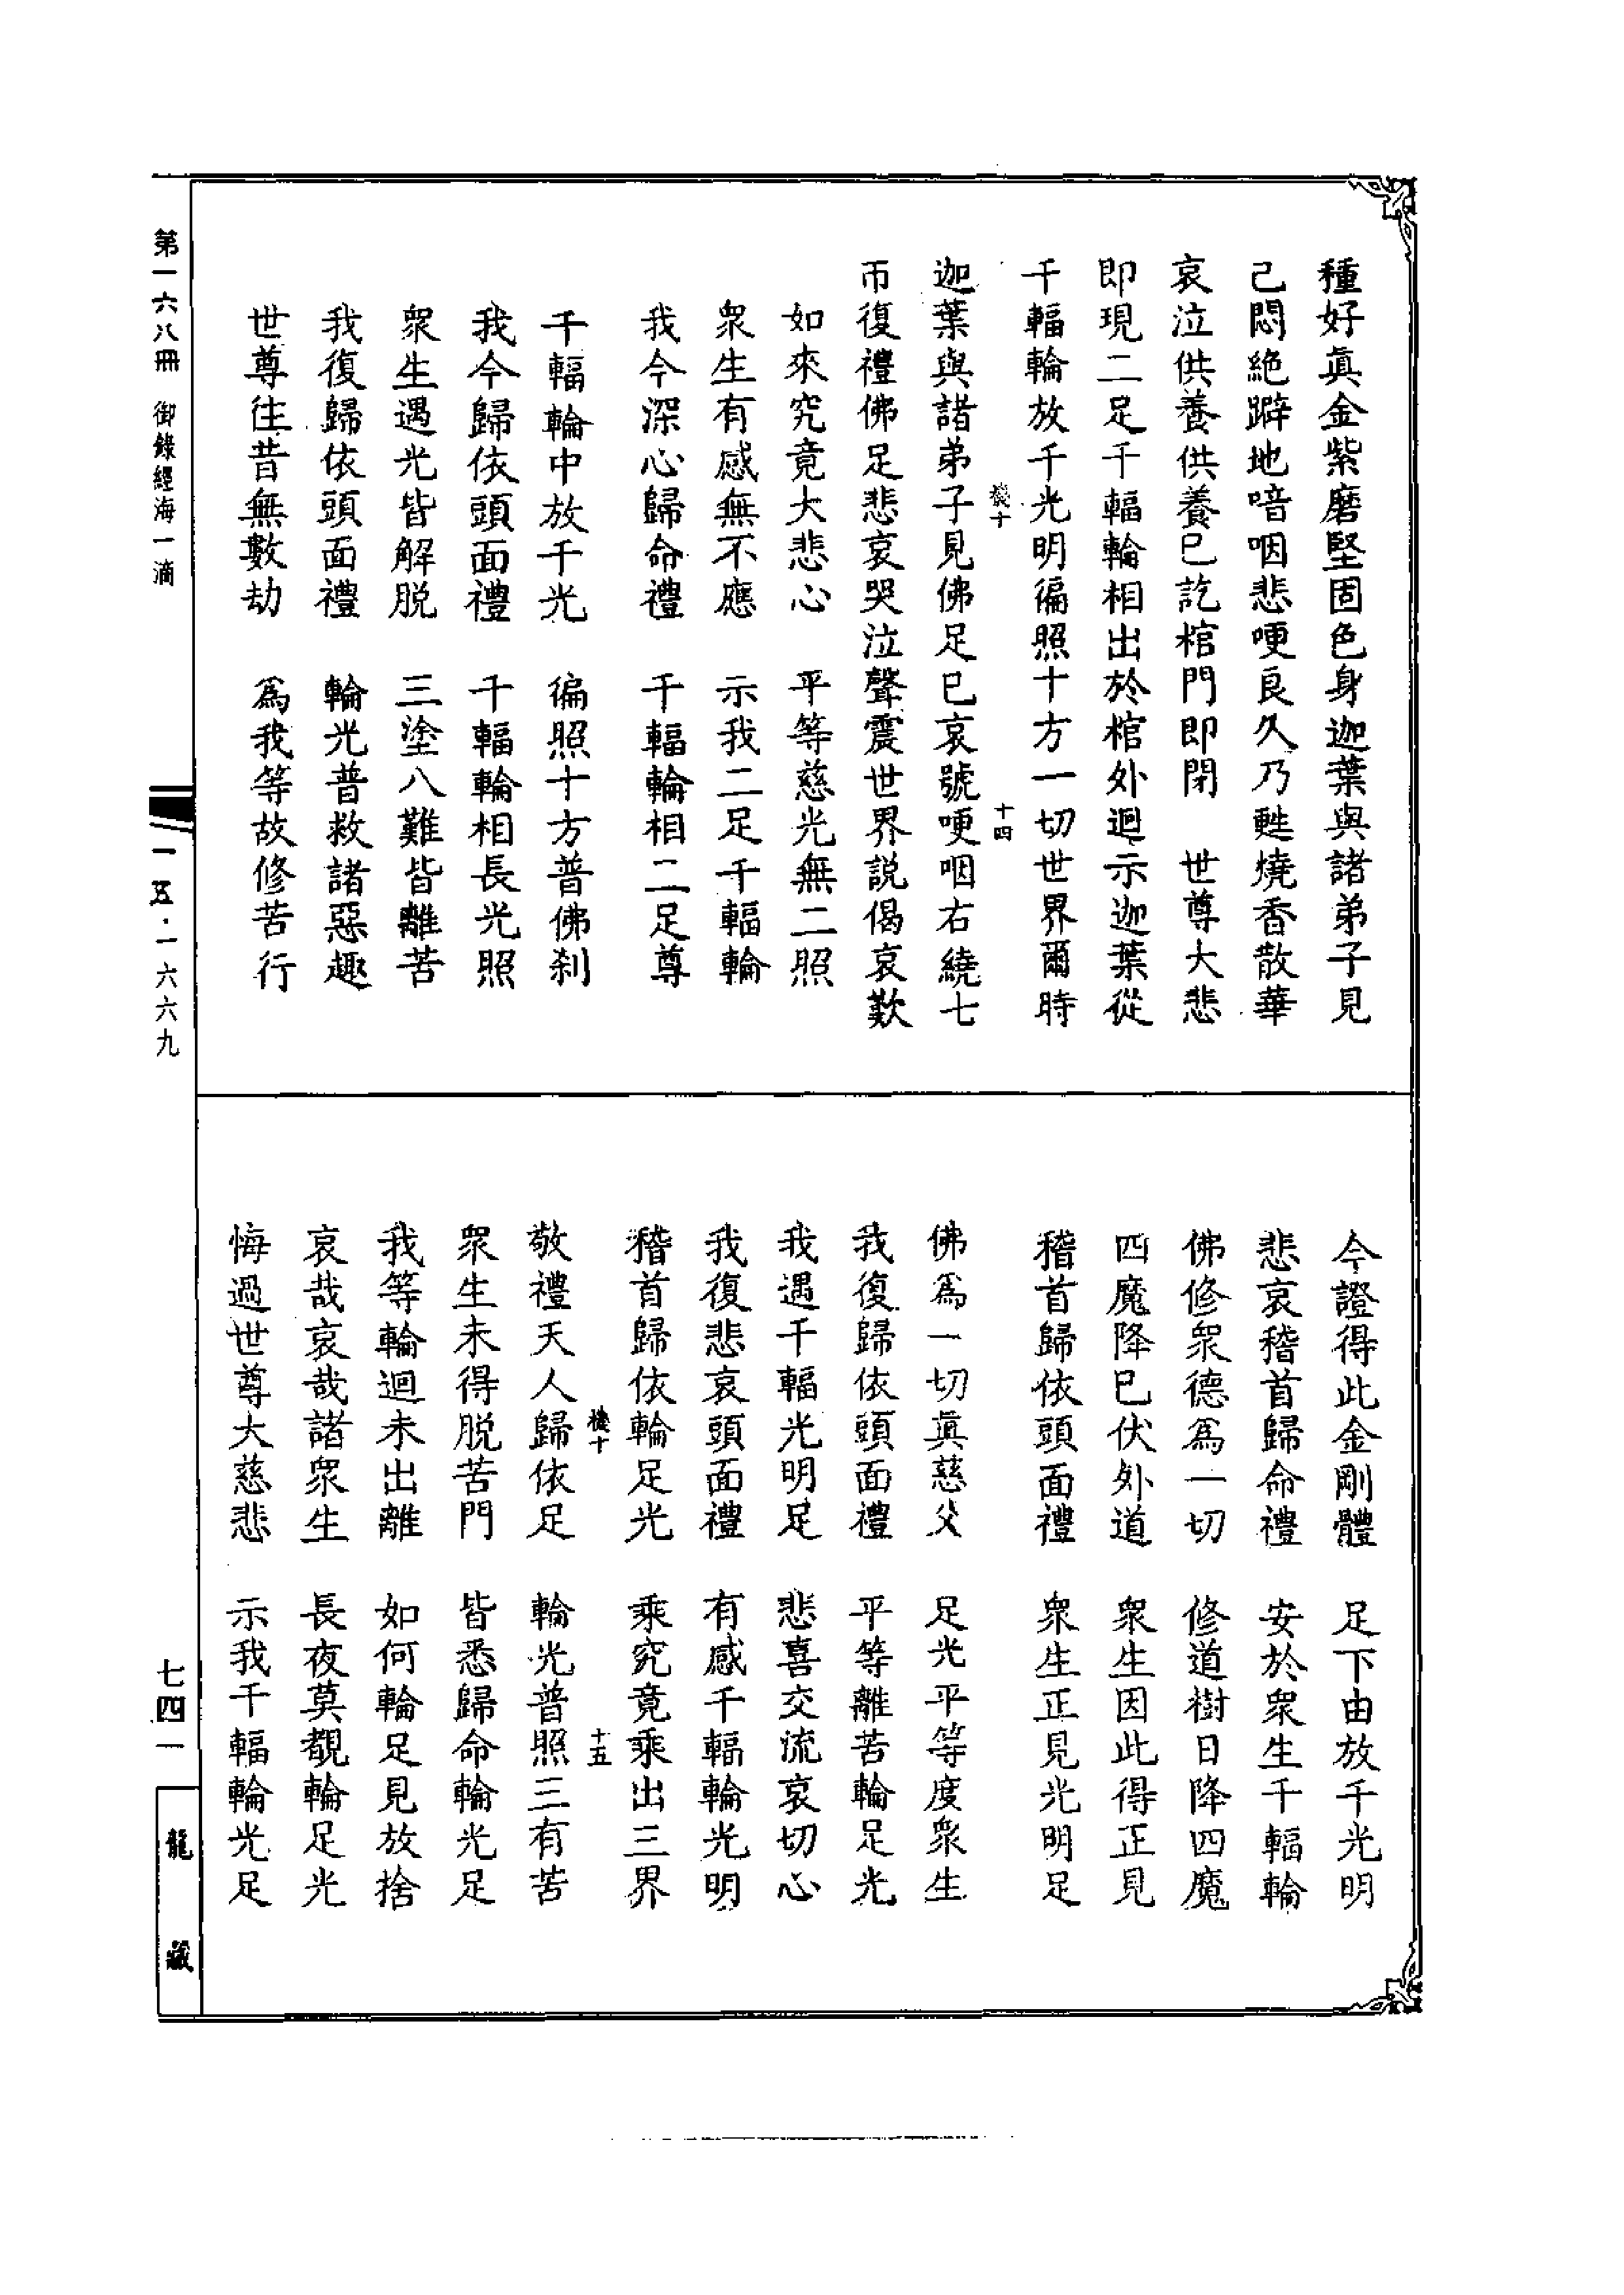 種好眞金紫磨堅固色身迦葉與諸弟子見
己悶絶躃地喑咽悲哽良久乃甦燒香散華
哀泣供養供養已訖棺門即閉　世尊大悲
即現二足千輻輪相出於棺外迴示迦葉從
千輻輪放千光明徧照十方一切世界爾時
機十　十四
迦葉與諸弟子見佛足已哀號哽咽右繞七
帀復禮佛足悲哀哭泣聲震世界説偈哀歎
如來究竟大悲心　平等慈光無二照
衆生有感無不應　示我二足千輻輪
我今深心歸命禮　千輻輪相二足尊
千輻輪中放千光　徧照十方普佛刹
我今歸依頭面禮　千輻輪相長光照
衆生遇光皆解脱　三塗八難皆離苦
我復歸依頭面禮　輪光普救諸惡趣
世尊往昔無數劫　爲我等故修苦行
今證得此金剛體　足下由放千光明
悲哀稽首歸命禮　安於衆生千輻輪
佛修衆德爲一切　修道樹日降四魔
四魔降已伏外道　衆生因此得正見
稽首歸依頭面禮　衆生正見光明足
佛爲一切眞慈父　足光平等度衆生
我復歸依頭面禮　平等離苦輪足光
我遇千輻光明足　悲喜交流哀切心
我復悲哀頭面禮　有感千輻輪光明
稽首歸依輪足光　乘究竟乘出三界
機十　十五
敬禮天人歸依足　輪光普照三有苦
衆生未得脱苦門　皆悉歸命輪光足
我等輪迴未出離　如何輪足見放捨
哀哉哀哉諸衆生　長夜莫覩輪足光
悔過世尊大慈悲　示我千輻輪光足
第一六八冊　御錄經海一滴
一五·一六六九
七四一
龍藏